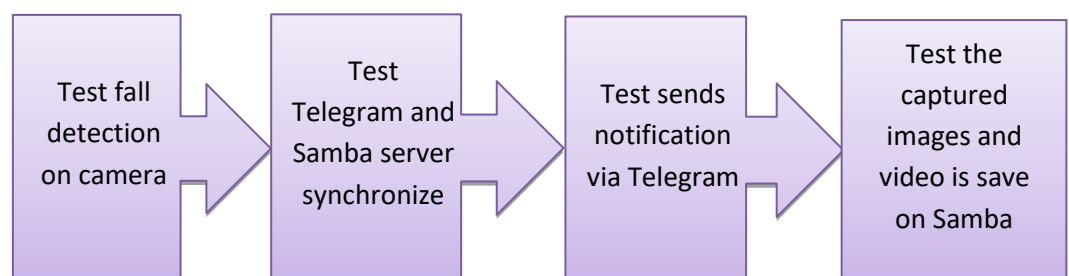 Test fall
detection
on camera
Test
Telegram and
Samba server
synchronize
Test sends
notification
via Telegram
Test the
captured
images and
video is save
on Samba